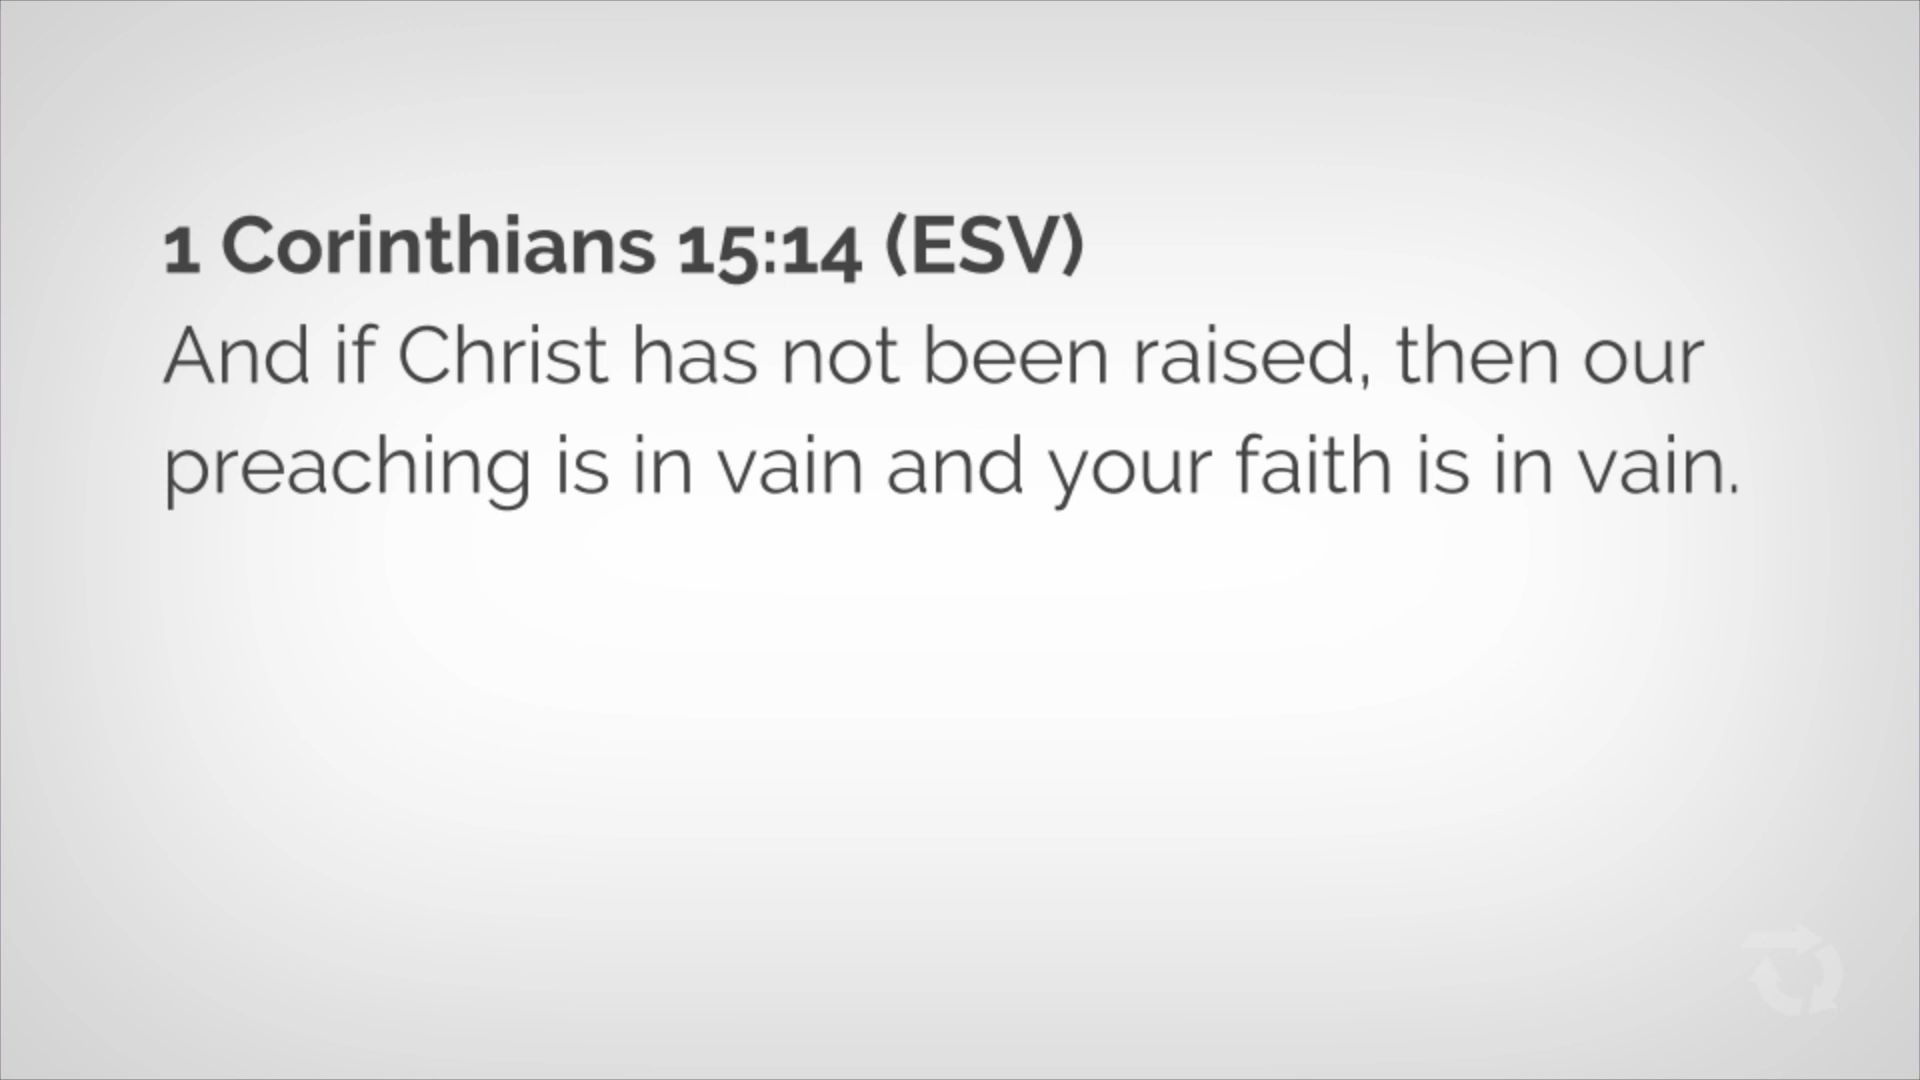 1 Corinthians 15:14 (ESV)
And if Christ has not been raised, then our
preaching is in vain and your faith is in vain.